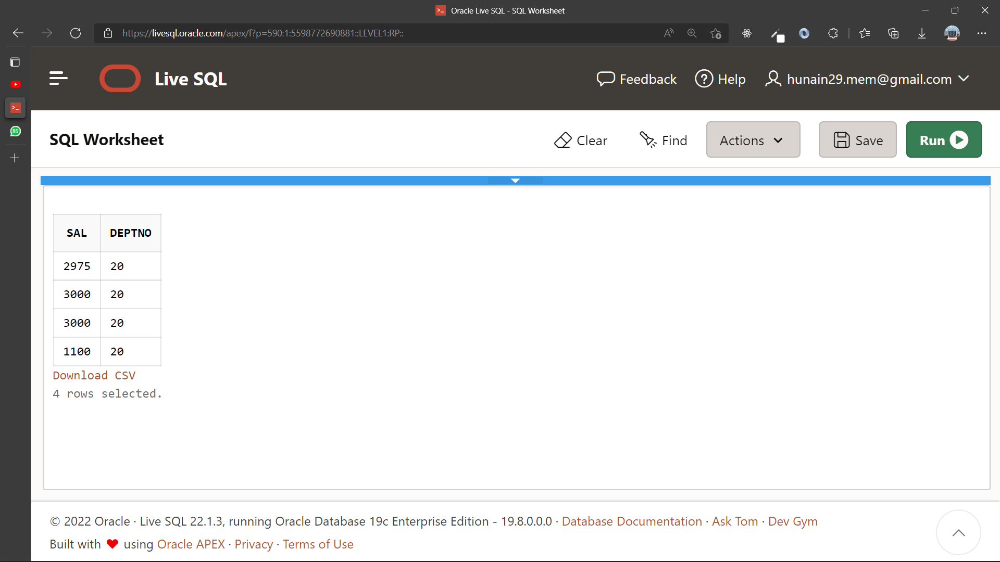 Oracle Live SQL - SQL Worksheet
https://livesql.oracle.com/apex/f?p=590:1:5598772690881::LEVEL1:RP::
Live SQL
Feedback
Help
hunain29.mem@gmail.com
85
SQL Worksheet
Clear
Find
Actions
Save
Run
SAL DEPTNO
2975 20
3000 20
3000 20
1100 20
Download CSV
4 rows selected.
© 2022 Oracle · Live SQL 22.1.3, running Oracle Database 19c Enterprise Edition - 19.8.0.0.0 · Database Documentation · Ask Tom · Dev Gym
Built with ❤ using Oracle APEX · Privacy · Terms of Use